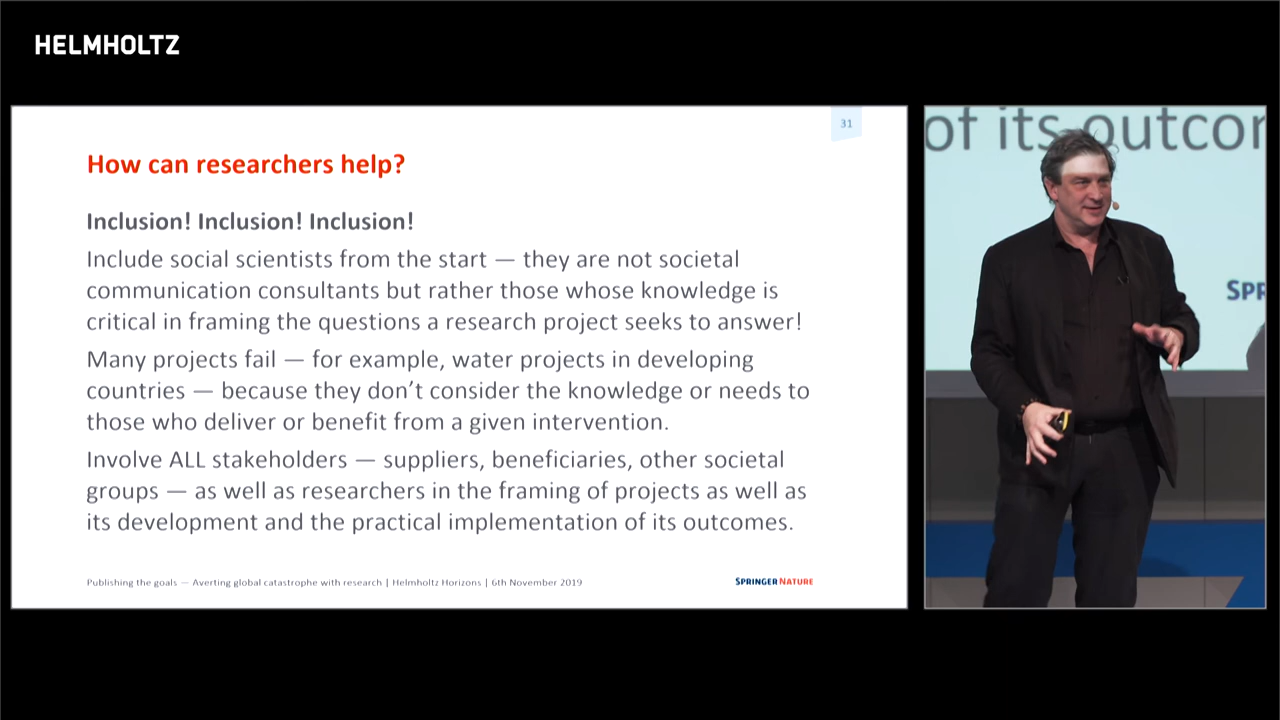 HELMHOLTZ
31
How can researchers help?
Inclusion! Inclusion! Inclusion!
Include social scientists from the start — they are not societal
communication consultants but rather those whose knowledge is
critical in framing the questions a research project seeks to answer!
Many projects fail — for example, water projects in developing
countries — because they don’t consider the knowledge or needs to
those who deliver or benefit from a given intervention.
Involve ALL stakeholders — suppliers, beneficiaries, other societal
groups — as well as researchers in the framing of projects as well as
its development and the practical implementation of its outcomes.
Publishing the goals — Averting global catastrophe with research | Helmholtz Horizons | 6th November 2019
SPRINGER NATURE
of its outcor
SPR